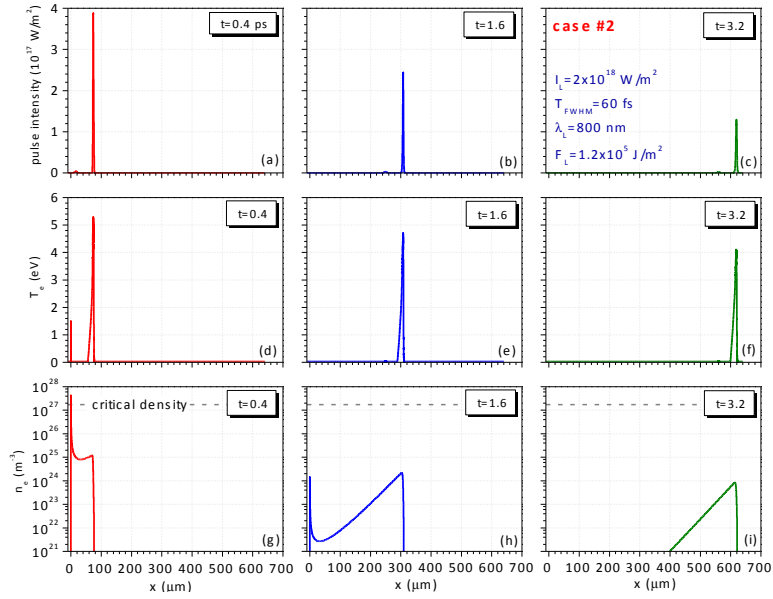 pulse intensity (10^17 W/m^2)
4
3
2
1
0
t=0.4 ps
(a)
t=1.6
(b)
case #2
t=3.2
I_L=2x10^18 W/m^2
T_FWHM=60 fs
λ_L=800 nm
F_L=1.2x10^5 J/m^2
(c)
T_e (eV)
6
5
4
3
2
1
0
t=0.4
(d)
t=1.6
(e)
t=3.2
(f)
n_e (m^-3)
10^28
10^27
10^26
10^25
10^24
10^23
10^22
10^21
critical density
t=0.4
(g)
t=1.6
(h)
t=3.2
(i)
0 100 200 300 400 500 600 700
0 100 200 300 400 500 600 700
0 100 200 300 400 500 600 700
x (μm)
x (μm)
x (μm)